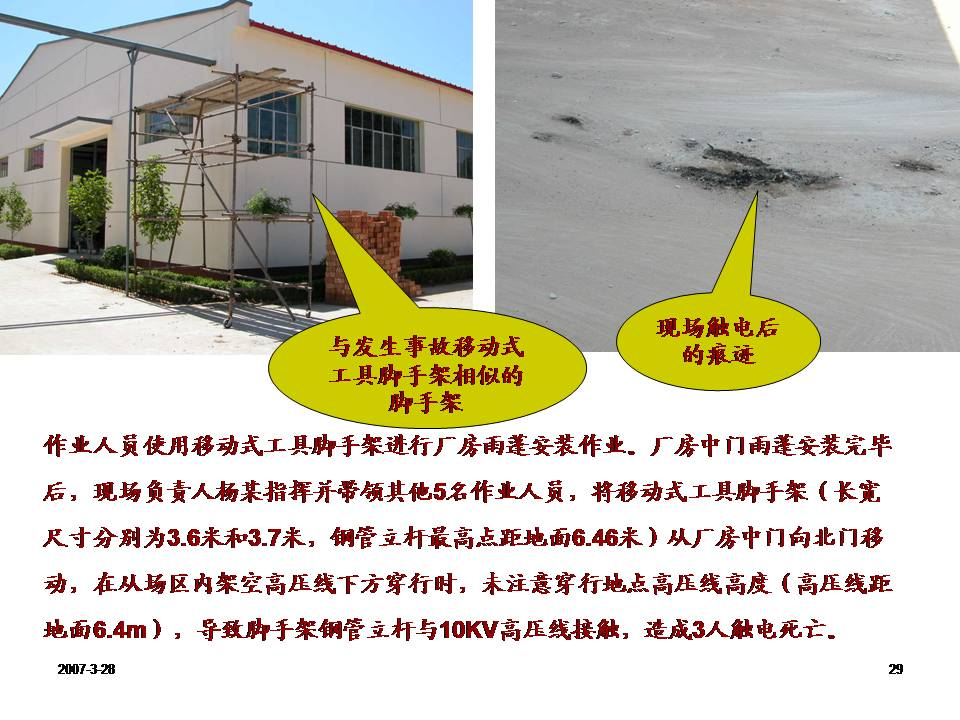 与发生事故移动式
工具脚手架相似的
脚手架
现场触电后
的痕迹
作业人员使用移动式工具脚手架进行厂房雨蓬安装作业。厂房中门雨蓬安装完毕
后，现场负责人杨某指挥并带领其他5名作业人员，将移动式工具脚手架（长宽
尺寸分别为3.6米和3.7米，钢管立杆最高点距地面6.46米）从厂房中门向北门移
动，在从场区内架空高压线下方穿行时，未注意穿行地点高压线高度（高压线距
地面6.4m），导致脚手架钢管立杆与10KV高压线接触，造成3人触电死亡。
2007-3-28
29